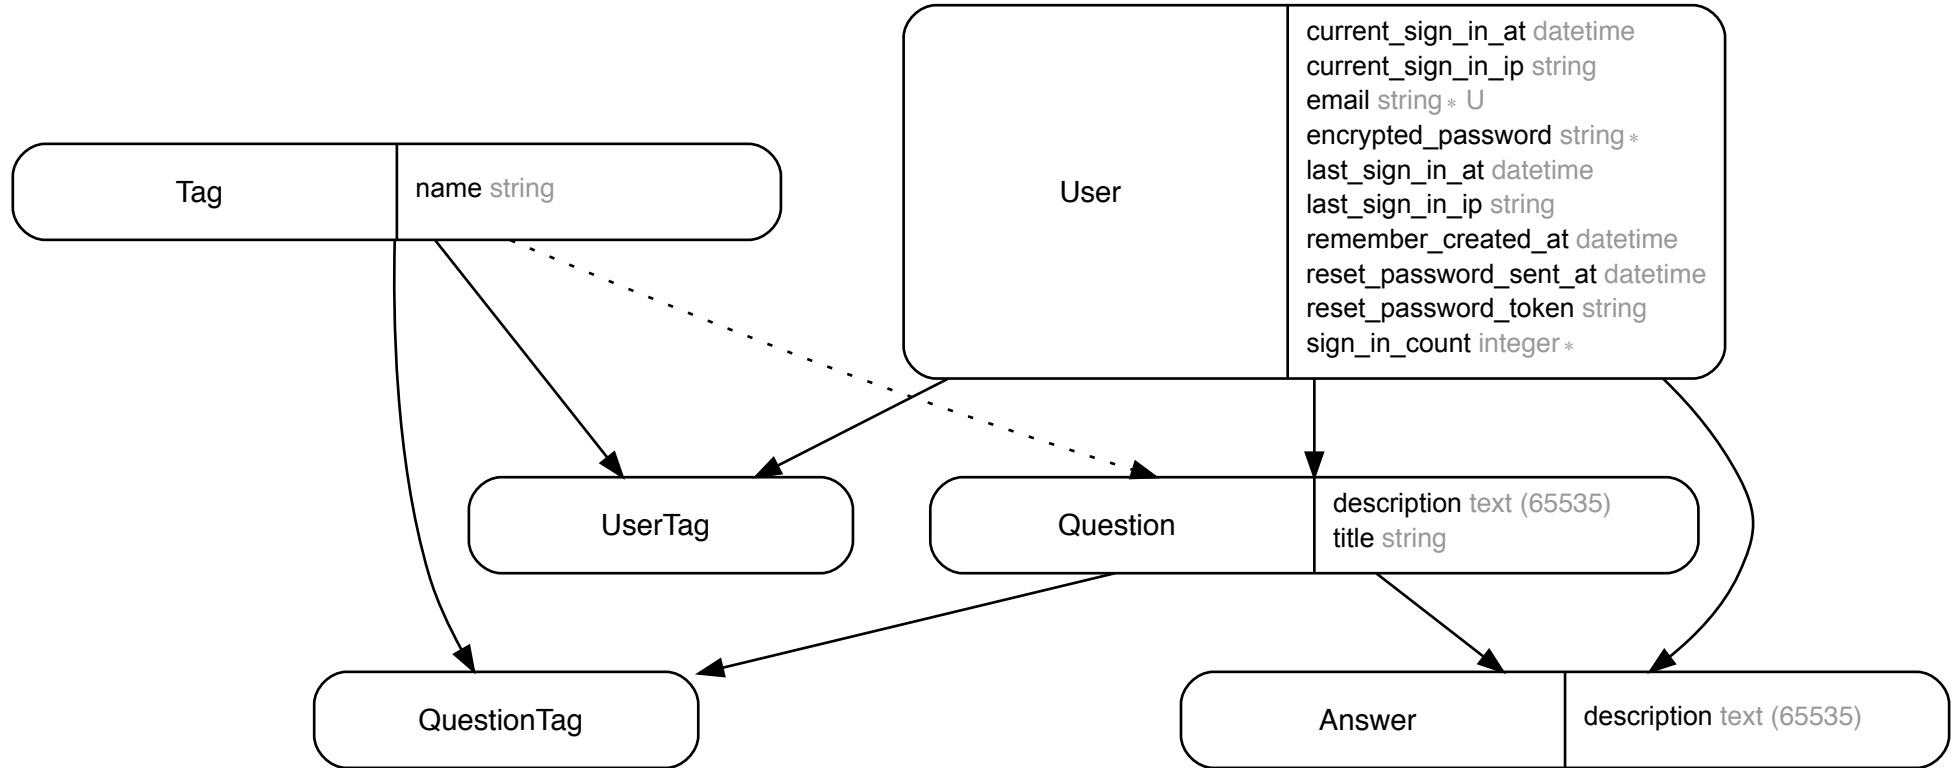 Tag
name string
User
current_sign_in_at datetime
current_sign_in_ip string
email string * U
encrypted_password string *
last_sign_in_at datetime
last_sign_in_ip string
remember_created_at datetime
reset_password_sent_at datetime
reset_password_token string
sign_in_count integer *
UserTag
Question
description text (65535)
title string
QuestionTag
Answer
description text (65535)